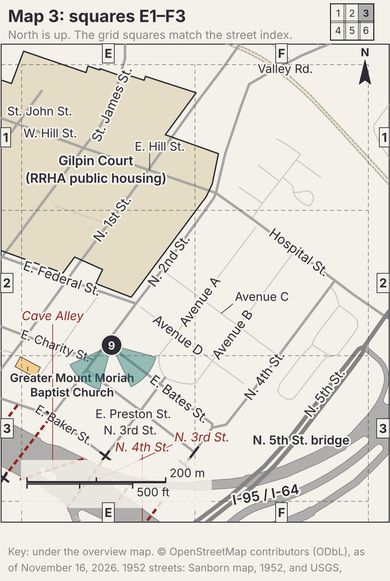 Map 3: squares E1–F3
North is up. The grid squares match the street index.
1 2 3
4 5 6
E
F
N
Valley Rd.
St. James St.
St. John St.
W. Hill St.
1
1
E. Hill St.
Gilpin Court
(RRHA public housing)
N. 1st St.
N. 2nd St.
Hospital St.
E. Federal St.
2
2
Avenue A
Avenue C
Cave Alley
Avenue B
Avenue D
E. Charity St.
9
N. 4th St.
Greater Mount Moriah
Baptist Church
E. Bates St.
N. 5th St.
E. Baker St.
E. Preston St.
N. 3rd St.
N. 3rd St.
3
3
N. 4th St.
N. 5th St. bridge
200 m
500 ft
I-95 / I-64
E
F
Key: under the overview map. © OpenStreetMap contributors (ODbL), as
of November 16, 2026. 1952 streets: Sanborn map, 1952, and USGS,